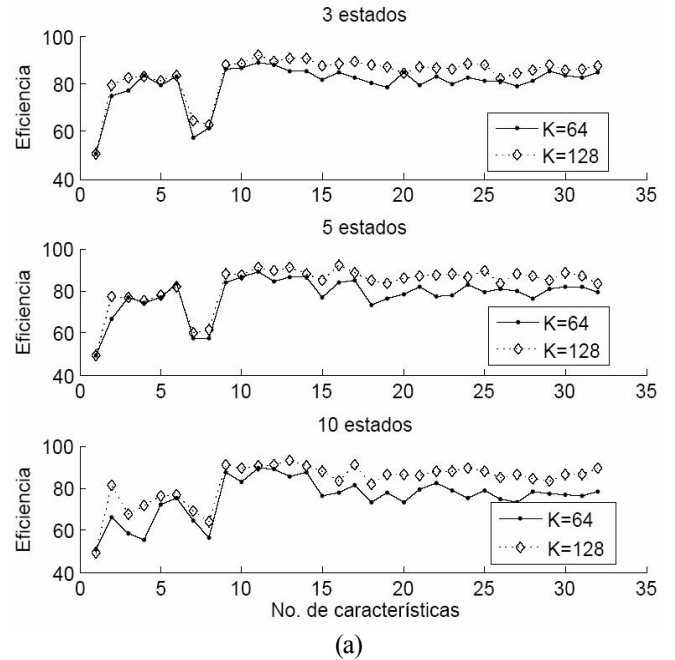 3 estados
Eficiencia
100
80
60
40
0 5 10 15 20 25 30 35
K=64
K=128
5 estados
Eficiencia
100
80
60
40
0 5 10 15 20 25 30 35
K=64
K=128
10 estados
Eficiencia
100
80
60
40
0 5 10 15 20 25 30 35
K=64
K=128
No. de características
(a)